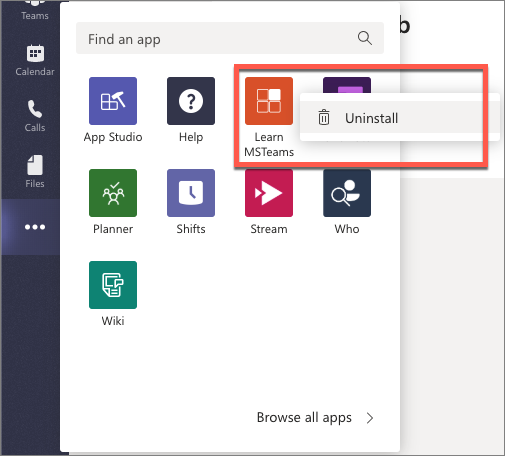 Teams
Calendar
Calls
Files
Find an app
b
App Studio
Help
Learn
MSTeams
Uninstall
Planner
Shifts
Stream
Who
Wiki
Browse all apps